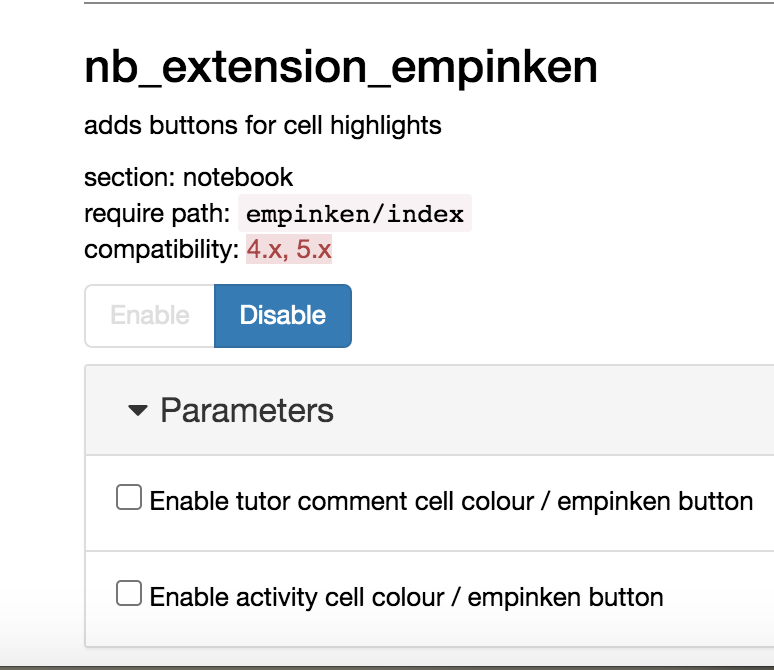 nb_extension_empinken
adds buttons for cell highlights
section: notebook
require path: empinken/index
compatibility: 4.x, 5.x
Enable Disable
Parameters
Enable tutor comment cell colour / empinken button
Enable activity cell colour / empinken button